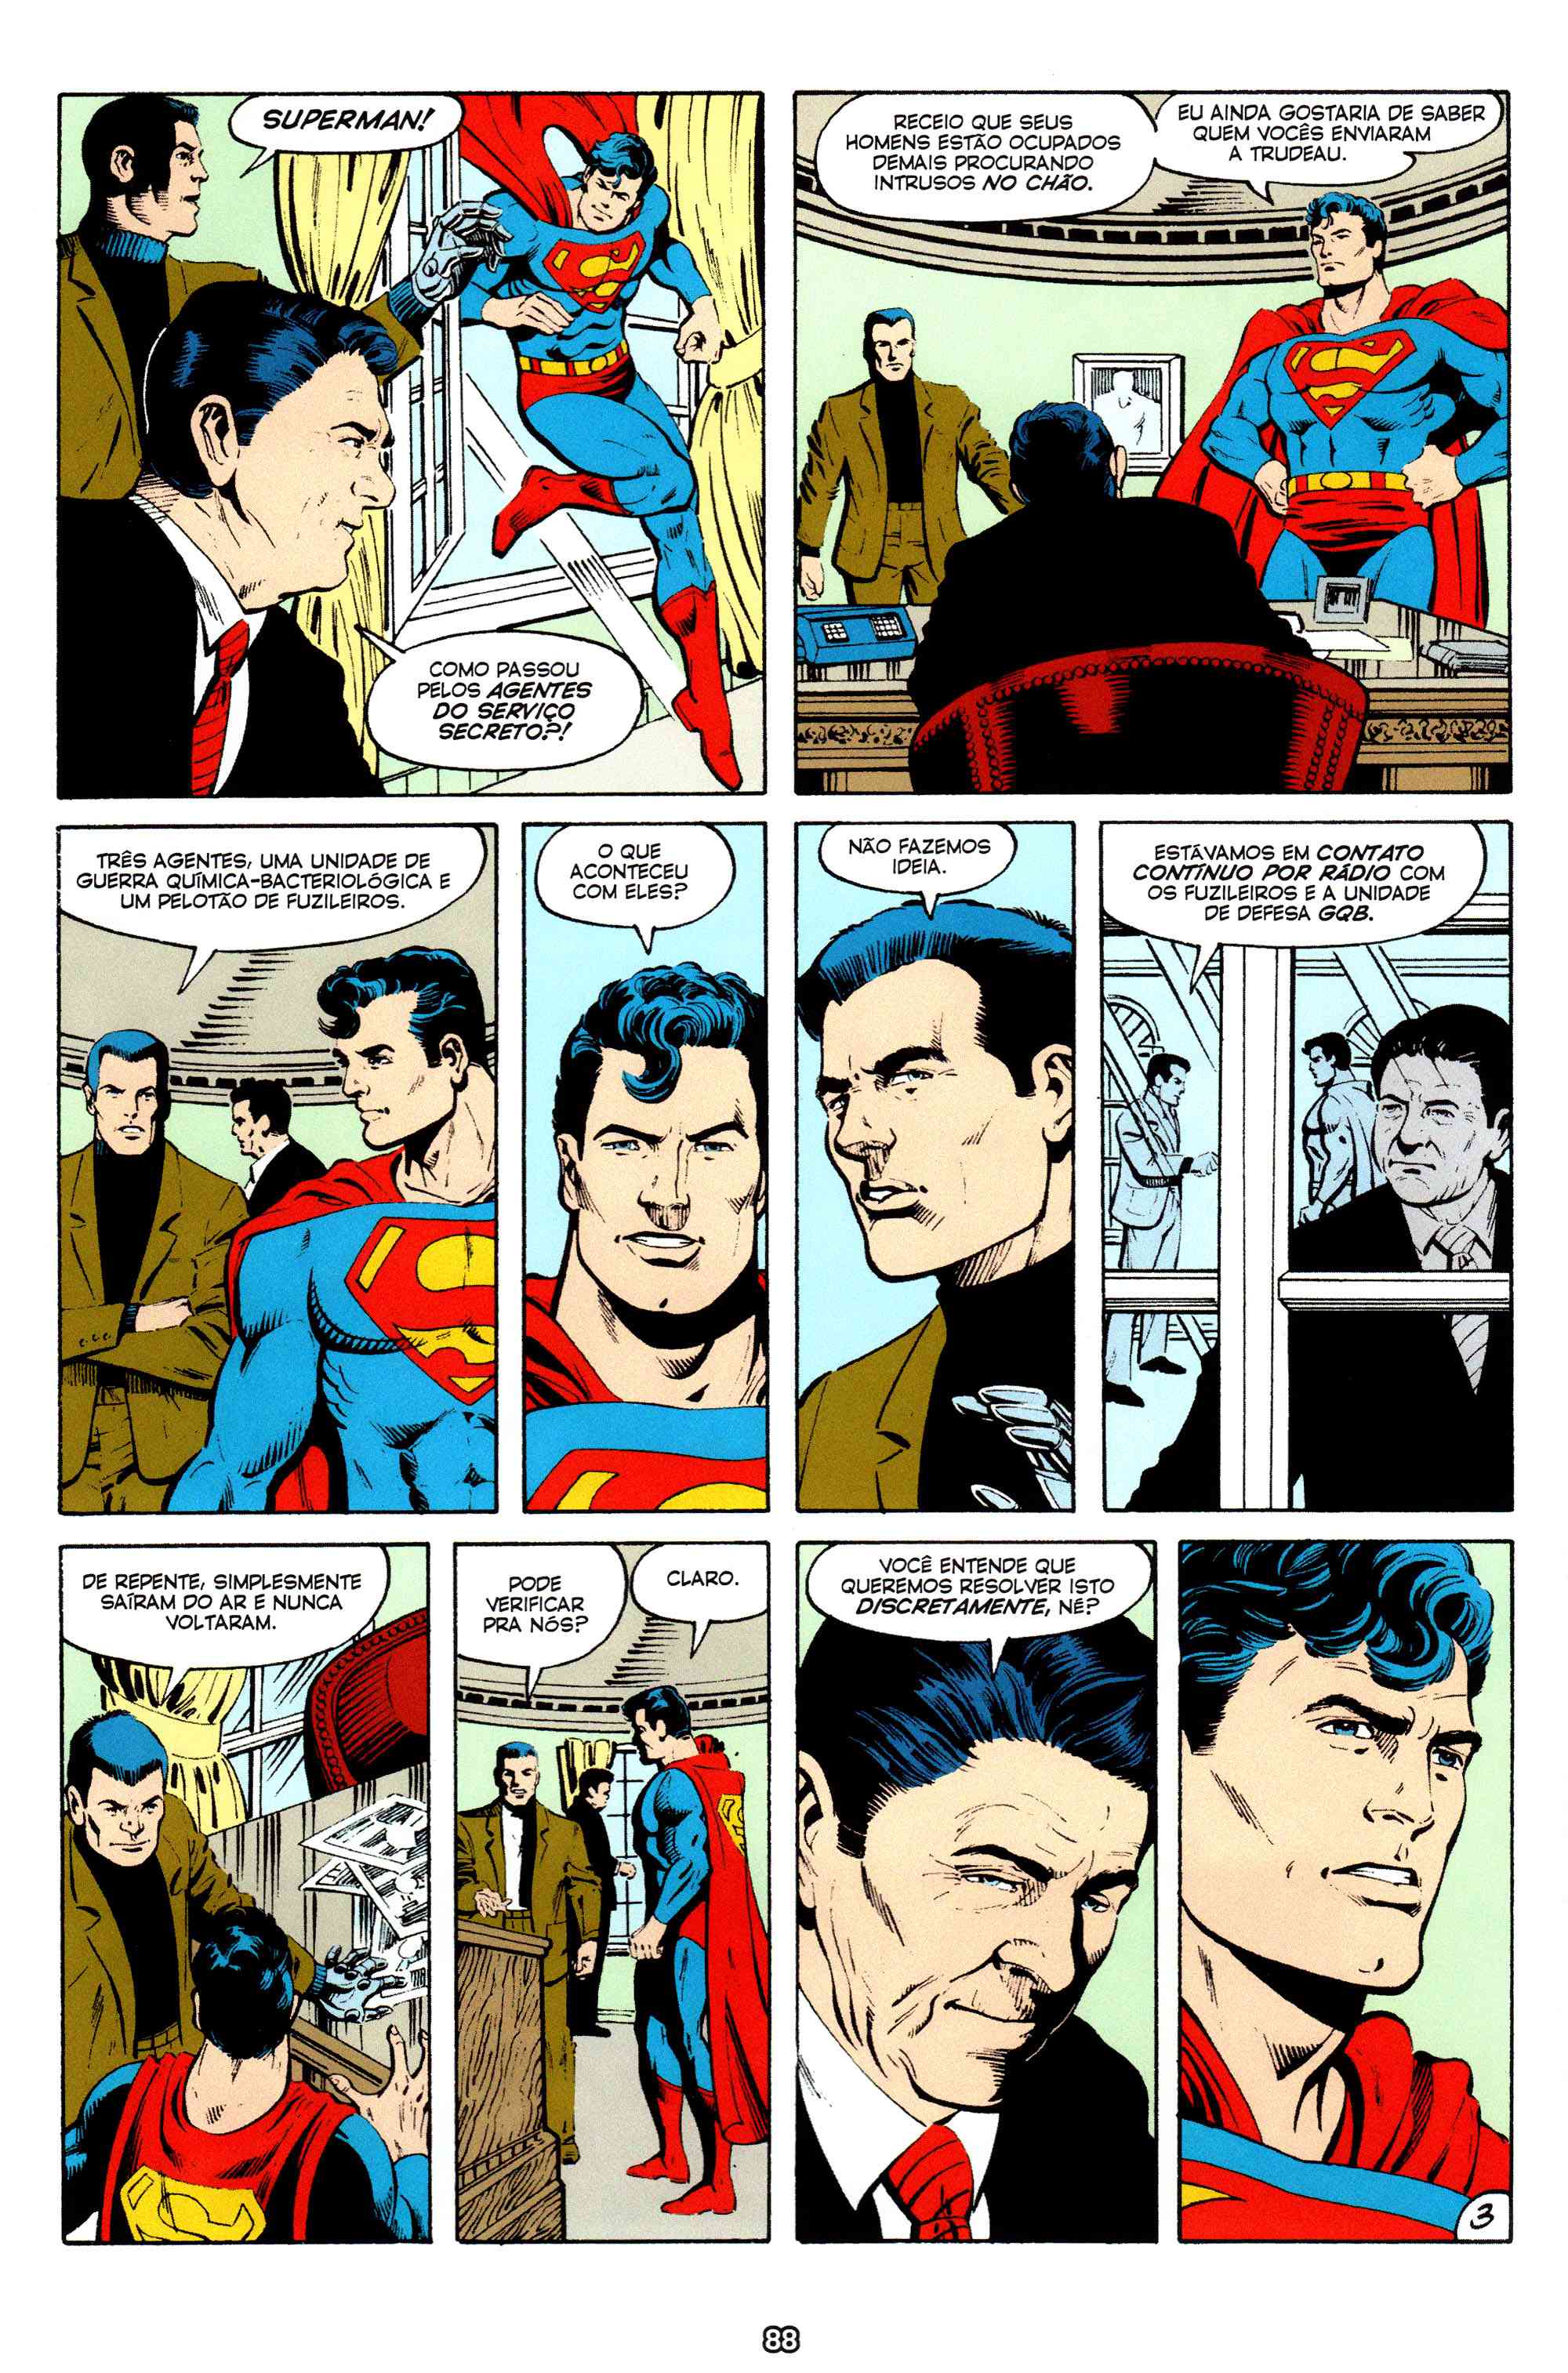 SUPERMAN!
COMO PASSOU
PELOS AGENTES
DO SERVIÇO
SECRETO?!
RECEIO QUE SEUS
HOMENS ESTÃO OCUPADOS
DEMAIS PROCURANDO
INTRUSOS NO CHÃO.
EU AINDA GOSTARIA DE SABER
QUEM VOCÊS ENVIARAM
A TRUDEAU.
TRÊS AGENTES, UMA UNIDADE DE
GUERRA QUÍMICA-BACTERIOLÓGICA E
UM PELOTÃO DE FUZILEIROS.
O QUE
ACONTECEU
COM ELES?
NÃO FAZEMOS
IDEIA.
ESTÁVAMOS EM CONTATO
CONTÍNUO POR RÁDIO COM
OS FUZILEIROS E A UNIDADE
DE DEFESA GQB.
DE REPENTE, SIMPLESMENTE
SAÍRAM DO AR E NUNCA
VOLTARAM.
PODE
VERIFICAR
PRA NÓS?
CLARO.
VOCÊ ENTENDE QUE
QUEREMOS RESOLVER ISTO
DISCRETAMENTE, NÉ?
3
88